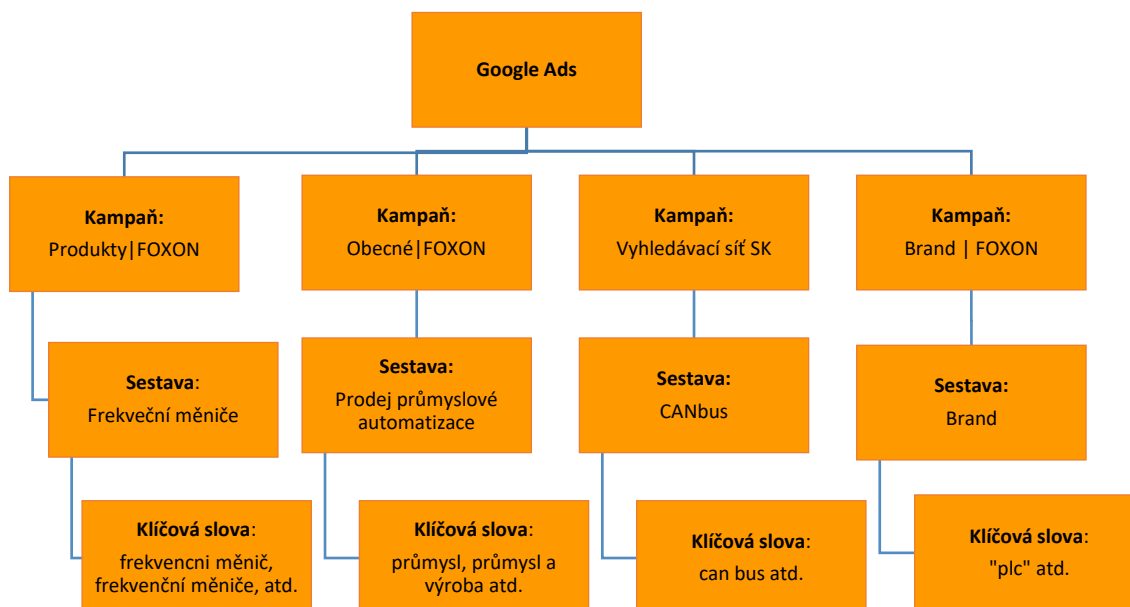 Google Ads
Kampaň:
Produkty|FOXON
Kampaň:
Obecné|FOXON
Kampaň:
Vyhledávací síť SK
Kampaň:
Brand | FOXON
Sestava:
Frekveční měniče
Sestava:
Prodej průmyslové
automatizace
Sestava:
CANbus
Sestava:
Brand
Klíčová slova:
frekvencni měnič,
frekvenční měniče, atd.
Klíčová slova:
průmysl, průmysl a
výroba atd.
Klíčová slova:
can bus atd.
Klíčová slova:
"plc" atd.